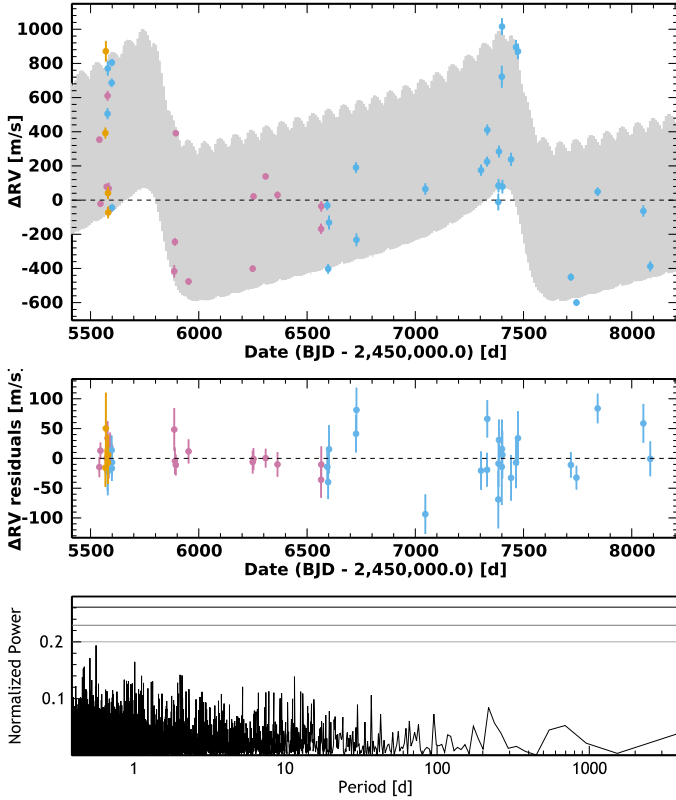 1000
800
600
400
200
0
-200
-400
-600
ΔRV [m/s]
5500 6000 6500 7000 7500 8000
Date (BJD - 2,450,000.0) [d]
100
50
0
-50
-100
ΔRV residuals [m/s]
5500 6000 6500 7000 7500 8000
Date (BJD - 2,450,000.0) [d]
0.2
0.1
Normalized Power
1 10 100 1000
Period [d]